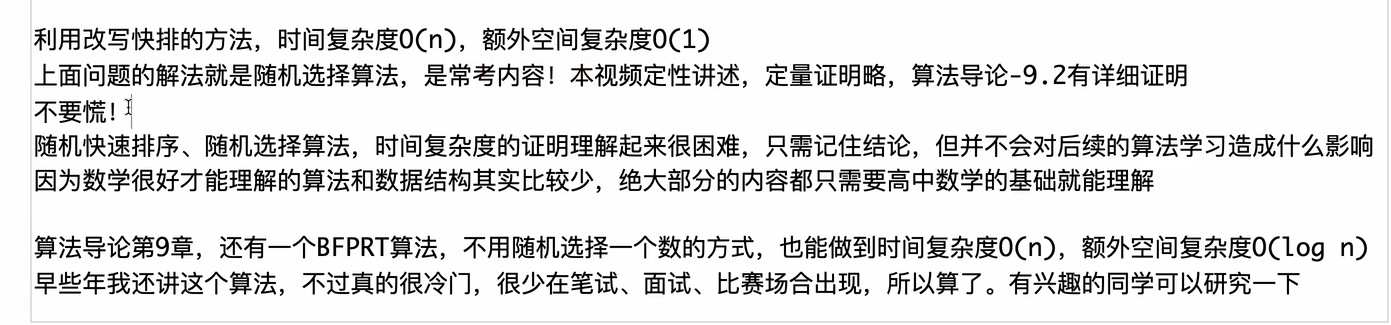 利用改写快排的方法，时间复杂度O(n)，额外空间复杂度O(1)
上面问题的解法就是随机选择算法，是常考内容！本视频定性讲述，定量证明略，算法导论-9.2有详细证明
不要慌！
随机快速排序、随机选择算法，时间复杂度的证明理解起来很困难，只需记住结论，但并不会对后续的算法学习造成什么影响
因为数学很好才能理解的算法和数据结构其实比较少，绝大部分的内容都只需要高中数学的基础就能理解
算法导论第9章，还有一个BFPRT算法，不用随机选择一个数的方式，也能做到时间复杂度O(n)，额外空间复杂度O(log n)
早些年我还讲这个算法，不过真的很冷门，很少在笔试、面试、比赛场合出现，所以算了。有兴趣的同学可以研究一下